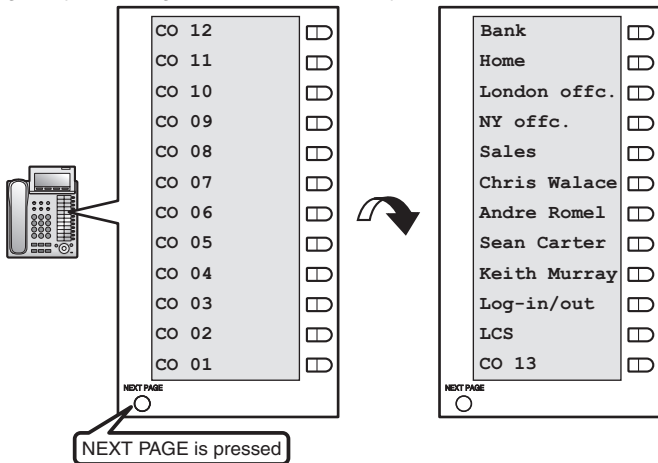 CO 12
CO 11
CO 10
CO 09
CO 08
CO 07
CO 06
CO 05
CO 04
CO 03
CO 02
CO 01
NEXT PAGE
NEXT PAGE is pressed
Bank
Home
London offc.
NY offc.
Sales
Chris Walace
Andre Romel
Sean Carter
Keith Murray
Log-in/out
LCS
CO 13
NEXT PAGE